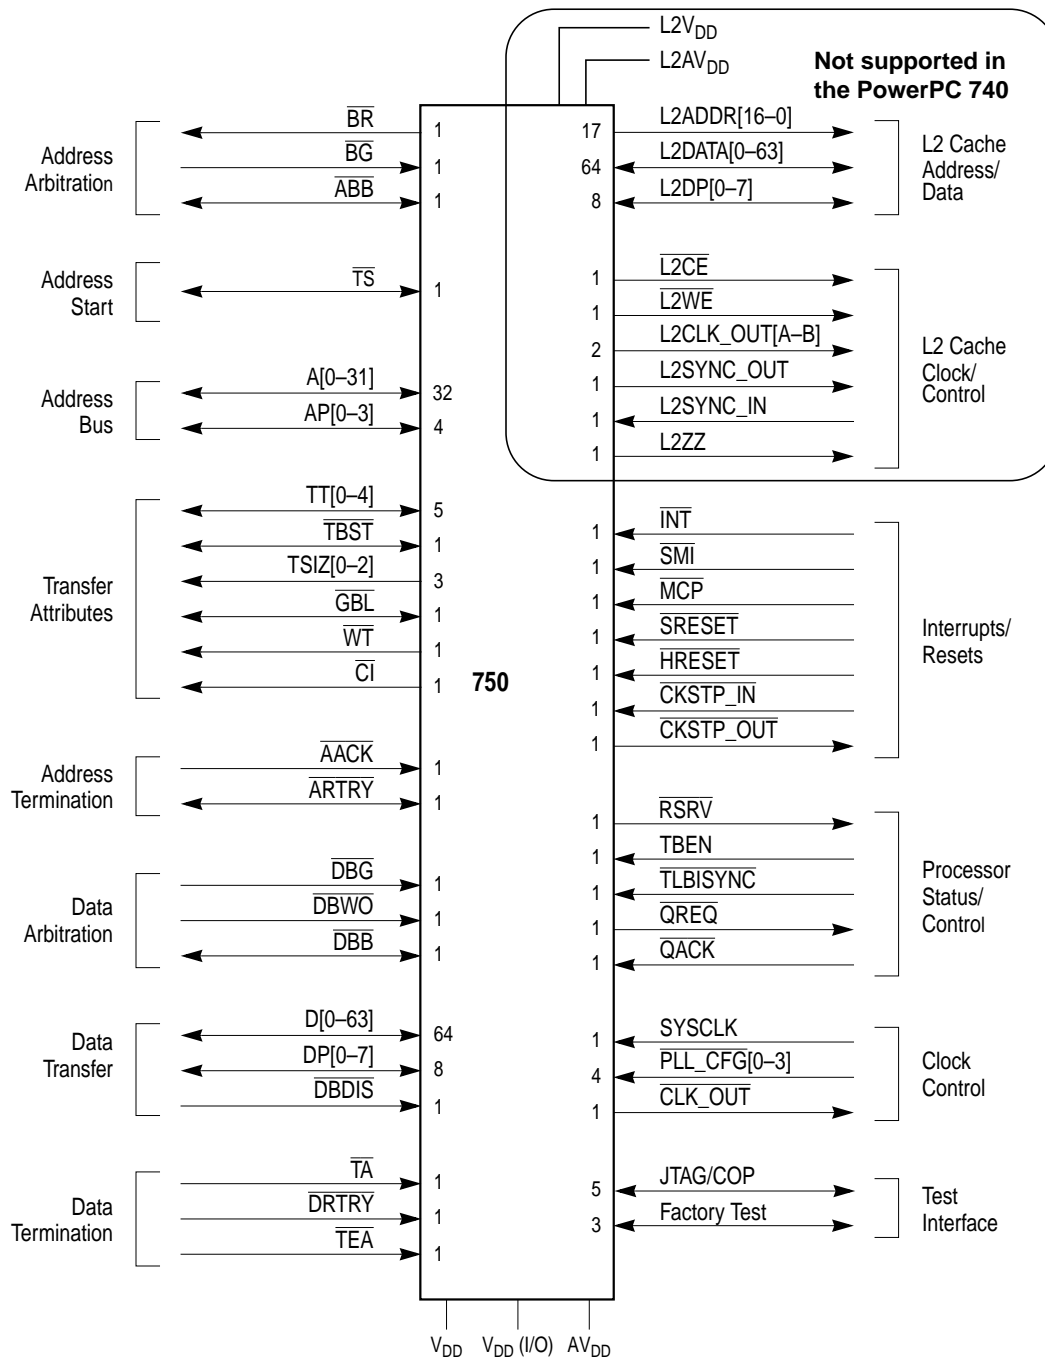 L2VDD
L2AVDD
Not supported in
the PowerPC 740
Address
Arbitration
BR 1
BG 1
ABB 1
Address
Start
TS 1
Address
Bus
A[0–31] 32
AP[0–3] 4
Transfer
Attributes
TT[0–4] 5
TBST 1
TSIZ[0–2] 3
GBL 1
WT 1
CI 1
Address
Termination
AACK 1
ARTRY 1
Data
Arbitration
DBG 1
DBWO 1
DBB 1
Data
Transfer
D[0–63] 64
DP[0–7] 8
DBDIS 1
Data
Termination
TA 1
DRTRY 1
TEA 1
750
17 L2ADDR[16–0]
64 L2DATA[0–63]
8 L2DP[0–7]
L2 Cache
Address/
Data
1 L2CE
1 L2WE
2 L2CLK_OUT[A–B]
1 L2SYNC_OUT
1 L2SYNC_IN
1 L2ZZ
L2 Cache
Clock/
Control
1 INT
1 SMI
1 MCP
1 SRESET
1 HRESET
1 CKSTP_IN
1 CKSTP_OUT
Interrupts/
Resets
1 RSRV
1 TBEN
1 TLBISYNC
1 QREQ
1 QACK
Processor
Status/
Control
1 SYSCLK
4 PLL_CFG[0–3]
1 CLK_OUT
Clock
Control
5 JTAG/COP
3 Factory Test
Test
Interface
VDD VDD (I/O) AVDD